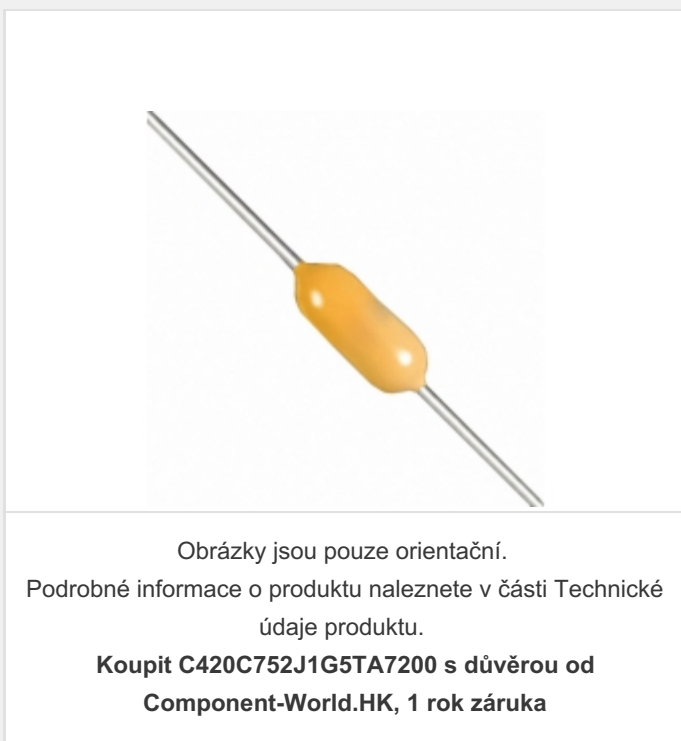 Obrázky jsou pouze orientační.
Podrobné informace o produktu naleznete v části Technické
údaje produktu.
Koupit C420C752J1G5TA7200 s důvěrou od
Component-World.HK, 1 rok záruka